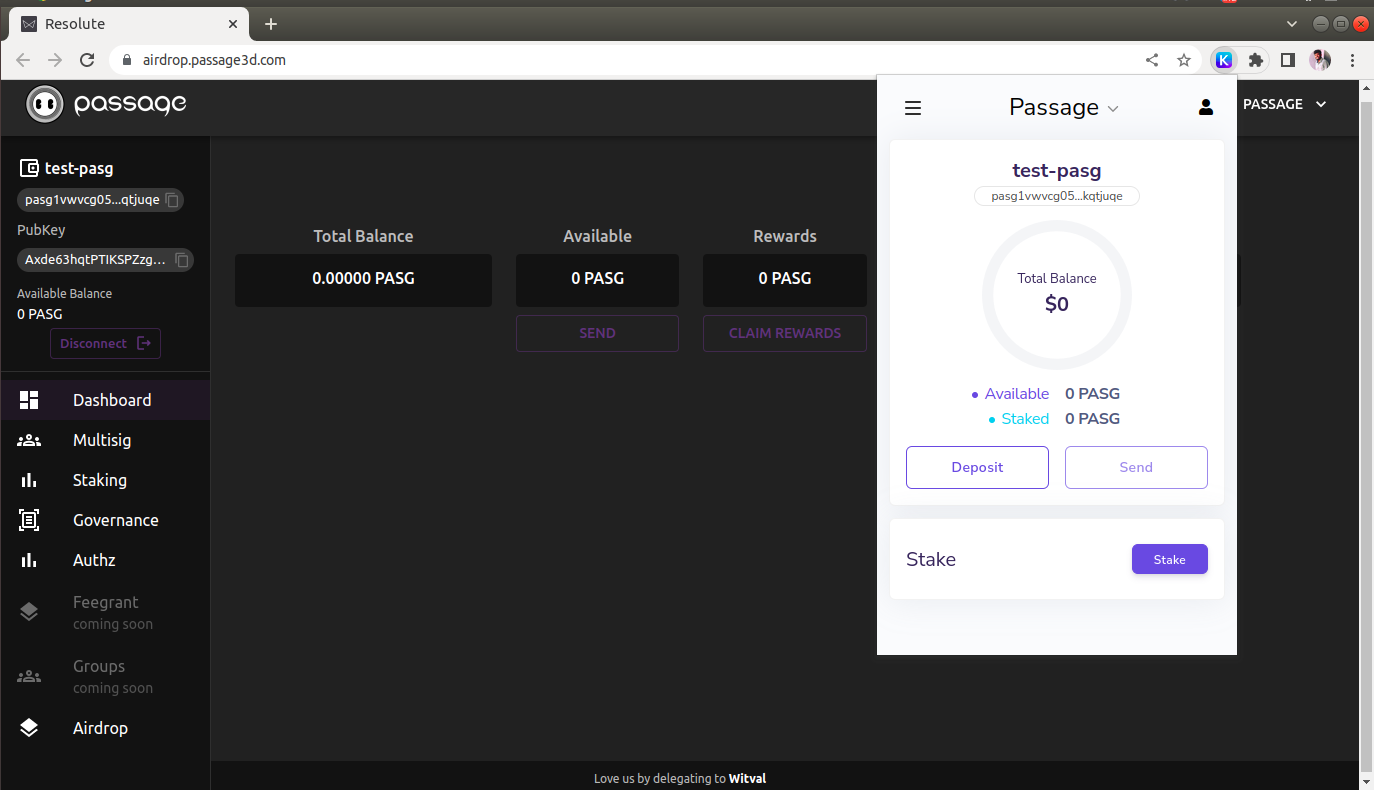 Resolute
airdrop.passage3d.com
K
passage
PASSAGE
test-pasg
pasg1vwvcg05...qtjuqe
PubKey
Axde63hqtPTIKSPZzg...
Available Balance
0 PASG
Disconnect
Dashboard
Multisig
Staking
Governance
Authz
Feegrant
coming soon
Groups
coming soon
Airdrop
Total Balance
0.00000 PASG
Available
0 PASG
SEND
Rewards
0 PASG
CLAIM REWARDS
Passage
test-pasg
pasg1vwvcg05...kqtjuqe
Total Balance
$0
Available 0 PASG
Staked 0 PASG
Deposit
Send
Stake
Stake
Love us by delegating to Witval